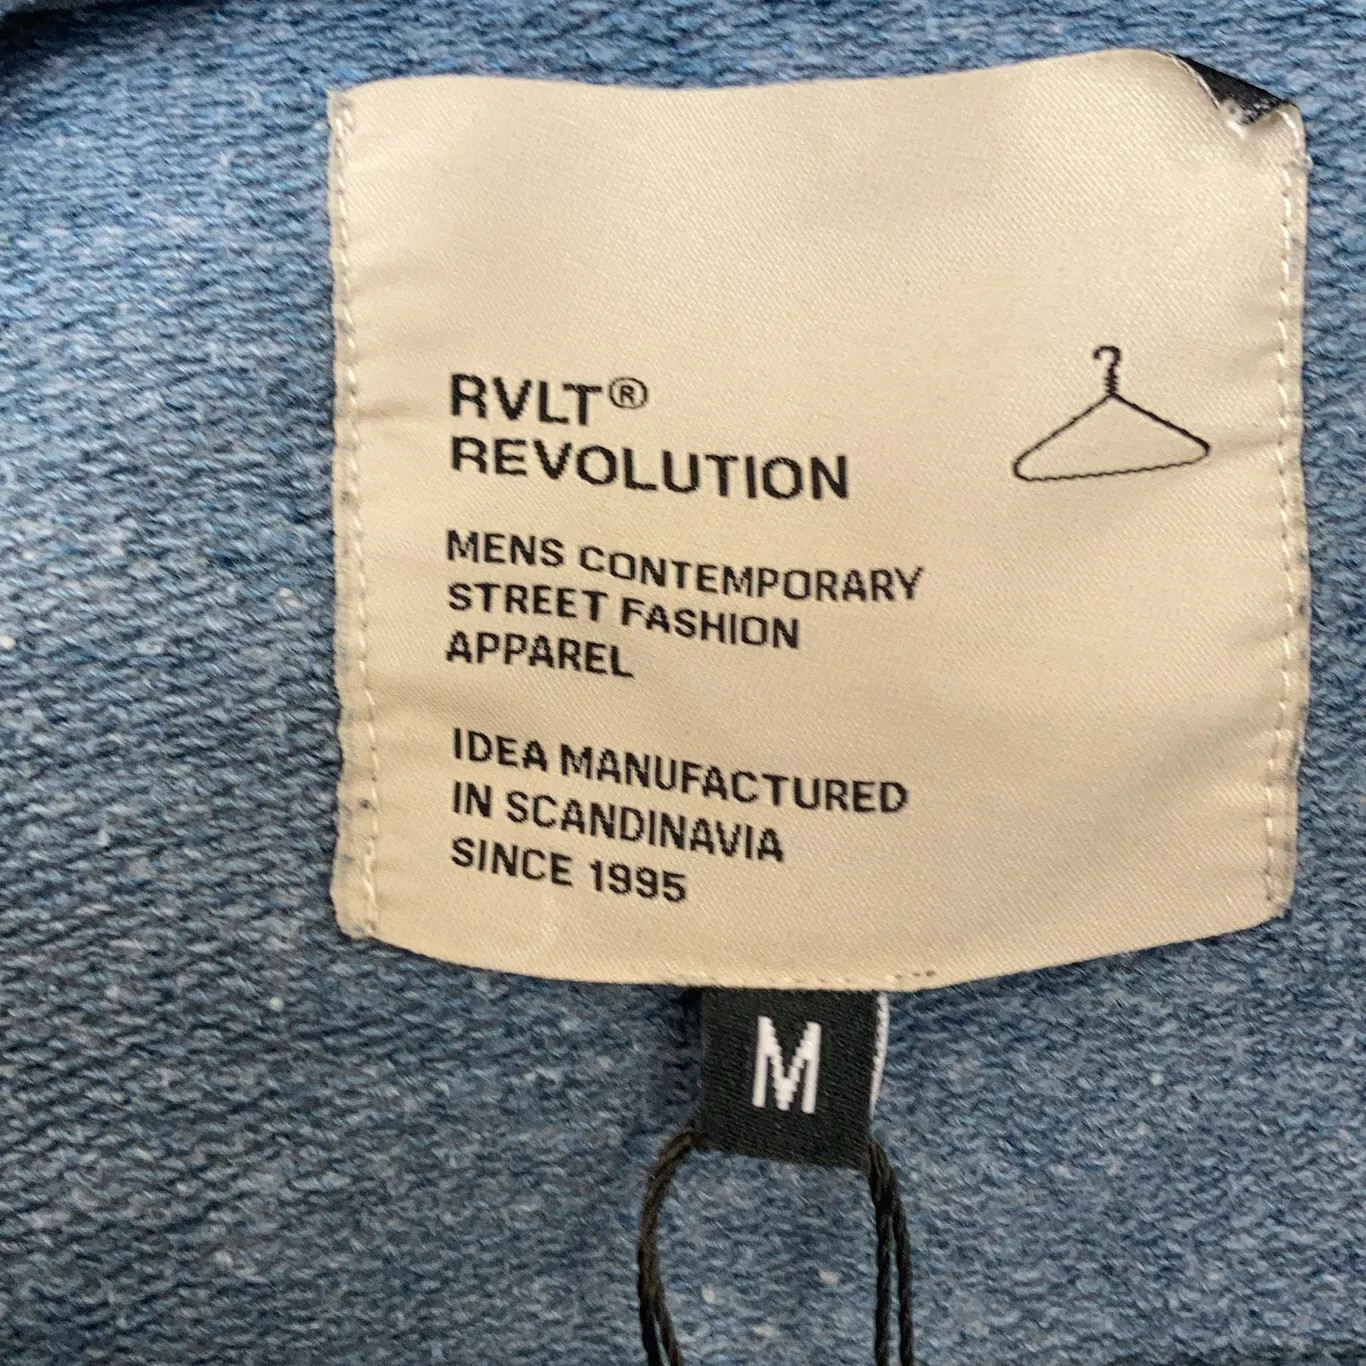 RVLT®
REVOLUTION
MENS CONTEMPORARY
STREET FASHION
APPAREL
IDEA MANUFACTURED
IN SCANDINAVIA
SINCE 1995
M